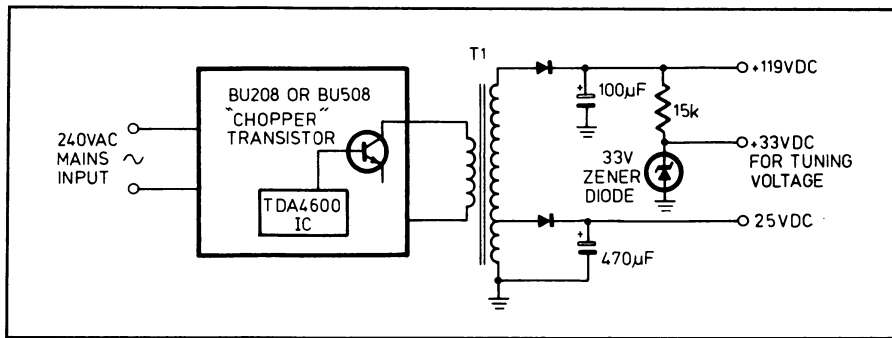 T1
BU208 OR BU508
"CHOPPER"
TRANSISTOR
TDA4600
IC
240VAC
MAINS
INPUT
+
100μF
15k
33V
ZENER
DIODE
+
470μF
+119VDC
+33VDC
FOR TUNING
VOLTAGE
25VDC